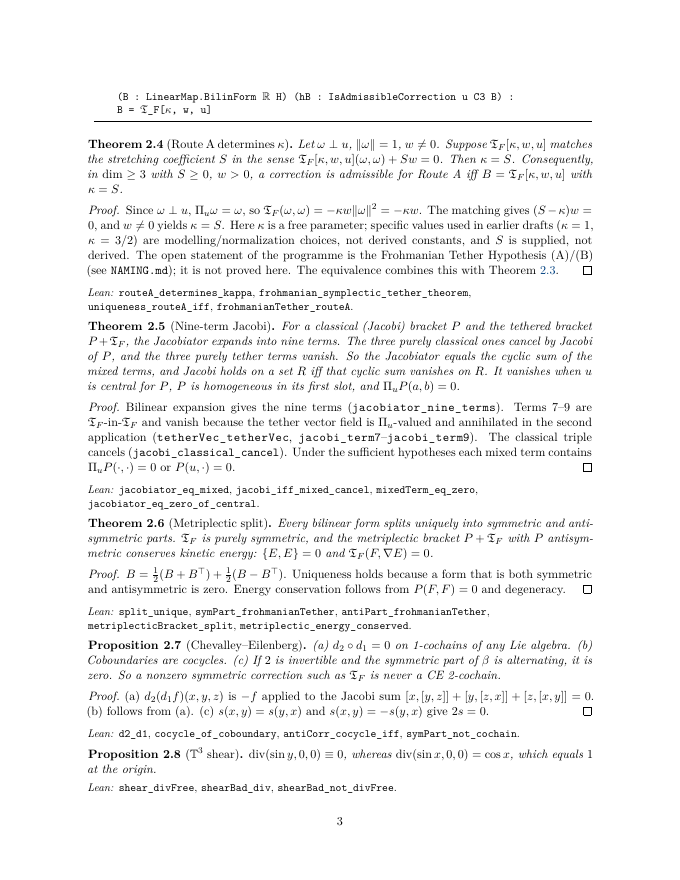 (B : LinearMap.BilinForm ℝ H) (hB : IsAdmissibleCorrection u C3 B) :
B = 𝔗_F[κ, w, u]
Theorem 2.4 (Route A determines κ). Let ω ⊥ u, ‖ω‖ = 1, w ≠ 0. Suppose 𝔗_F[κ, w, u] matches
the stretching coefficient S in the sense 𝔗_F[κ, w, u](ω, ω) + Sw = 0. Then κ = S. Consequently,
in dim ≥ 3 with S ≥ 0, w > 0, a correction is admissible for Route A iff B = 𝔗_F[κ, w, u] with
κ = S.
Proof. Since ω ⊥ u, Π_uω = ω, so 𝔗_F(ω, ω) = −κw‖ω‖² = −κw. The matching gives (S − κ)w =
0, and w ≠ 0 yields κ = S. Here κ is a free parameter; specific values used in earlier drafts (κ = 1,
κ = 3/2) are modelling/normalization choices, not derived constants, and S is supplied, not
derived. The open statement of the programme is the Frohmanian Tether Hypothesis (A)/(B)
(see NAMING.md); it is not proved here. The equivalence combines this with Theorem 2.3. □
Lean: routeA_determines_kappa, frohmanian_symplectic_tether_theorem,
uniqueness_routeA_iff, frohmanianTether_routeA.
Theorem 2.5 (Nine-term Jacobi). For a classical (Jacobi) bracket P and the tethered bracket
P + 𝔗_F, the Jacobiator expands into nine terms. The three purely classical ones cancel by Jacobi
of P, and the three purely tether terms vanish. So the Jacobiator equals the cyclic sum of the
mixed terms, and Jacobi holds on a set R iff that cyclic sum vanishes on R. It vanishes when u
is central for P, P is homogeneous in its first slot, and Π_uP(a, b) = 0.
Proof. Bilinear expansion gives the nine terms (jacobiator_nine_terms). Terms 7–9 are
𝔗_F-in-𝔗_F and vanish because the tether vector field is Π_u-valued and annihilated in the second
application (tetherVec_tetherVec, jacobi_term7–jacobi_term9). The classical triple
cancels (jacobi_classical_cancel). Under the sufficient hypotheses each mixed term contains
Π_uP(·, ·) = 0 or P(u, ·) = 0. □
Lean: jacobiator_eq_mixed, jacobi_iff_mixed_cancel, mixedTerm_eq_zero,
jacobiator_eq_zero_of_central.
Theorem 2.6 (Metriplectic split). Every bilinear form splits uniquely into symmetric and anti-
symmetric parts. 𝔗_F is purely symmetric, and the metriplectic bracket P + 𝔗_F with P antisym-
metric conserves kinetic energy: {E, E} = 0 and 𝔗_F(F, ∇E) = 0.
Proof. B = ½(B + B⊤) + ½(B − B⊤). Uniqueness holds because a form that is both symmetric
and antisymmetric is zero. Energy conservation follows from P(F, F) = 0 and degeneracy. □
Lean: split_unique, symPart_frohmanianTether, antiPart_frohmanianTether,
metriplecticBracket_split, metriplectic_energy_conserved.
Proposition 2.7 (Chevalley–Eilenberg). (a) d₂ ∘ d₁ = 0 on 1-cochains of any Lie algebra. (b)
Coboundaries are cocycles. (c) If 2 is invertible and the symmetric part of β is alternating, it is
zero. So a nonzero symmetric correction such as 𝔗_F is never a CE 2-cochain.
Proof. (a) d₂(d₁f)(x, y, z) is −f applied to the Jacobi sum [x, [y, z]] + [y, [z, x]] + [z, [x, y]] = 0.
(b) follows from (a). (c) s(x, y) = s(y, x) and s(x, y) = −s(y, x) give 2s = 0. □
Lean: d2_d1, cocycle_of_coboundary, antiCorr_cocycle_iff, symPart_not_cochain.
Proposition 2.8 (𝕋³ shear). div(sin y, 0, 0) ≡ 0, whereas div(sin x, 0, 0) = cos x, which equals 1
at the origin.
Lean: shear_divFree, shearBad_div, shearBad_not_divFree.
3